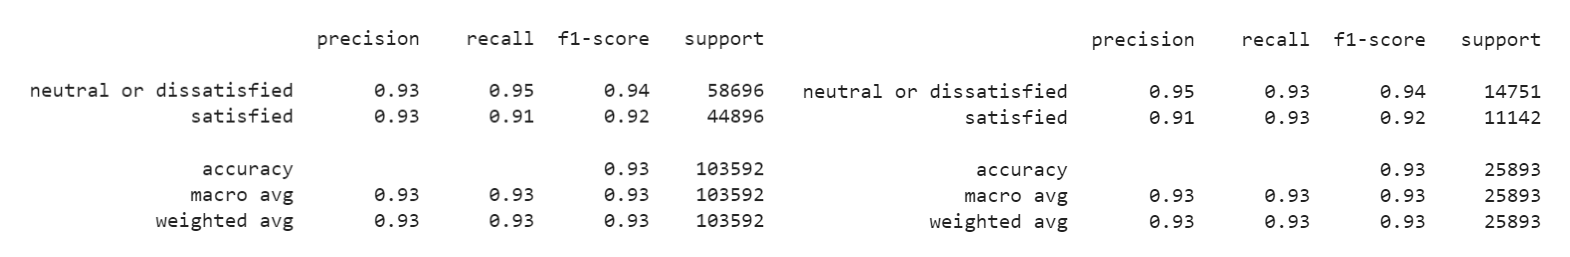 precision recall f1-score support
neutral or dissatisfied 0.93 0.95 0.94 58696
satisfied 0.93 0.91 0.92 44896
accuracy 0.93 103592
macro avg 0.93 0.93 0.93 103592
weighted avg 0.93 0.93 0.93 103592
precision recall f1-score support
neutral or dissatisfied 0.95 0.93 0.94 14751
satisfied 0.91 0.93 0.92 11142
accuracy 0.93 25893
macro avg 0.93 0.93 0.93 25893
weighted avg 0.93 0.93 0.93 25893